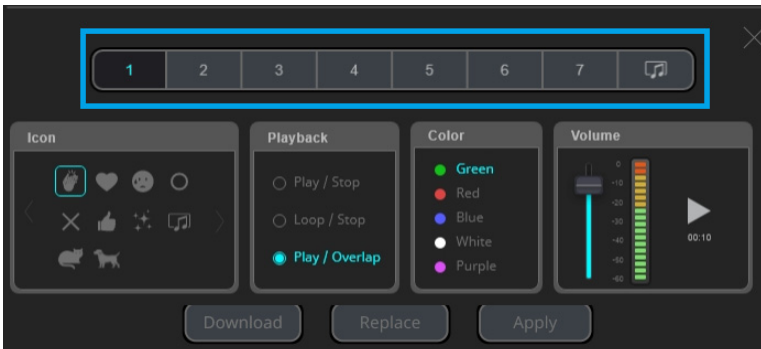 1 2 3 4 5 6 7
Icon
Playback
Play / Stop
Loop / Stop
Play / Overlap
Color
Green
Red
Blue
White
Purple
Volume
0
-10
-20
-30
-40
-50
-60
00:10
Download Replace Apply